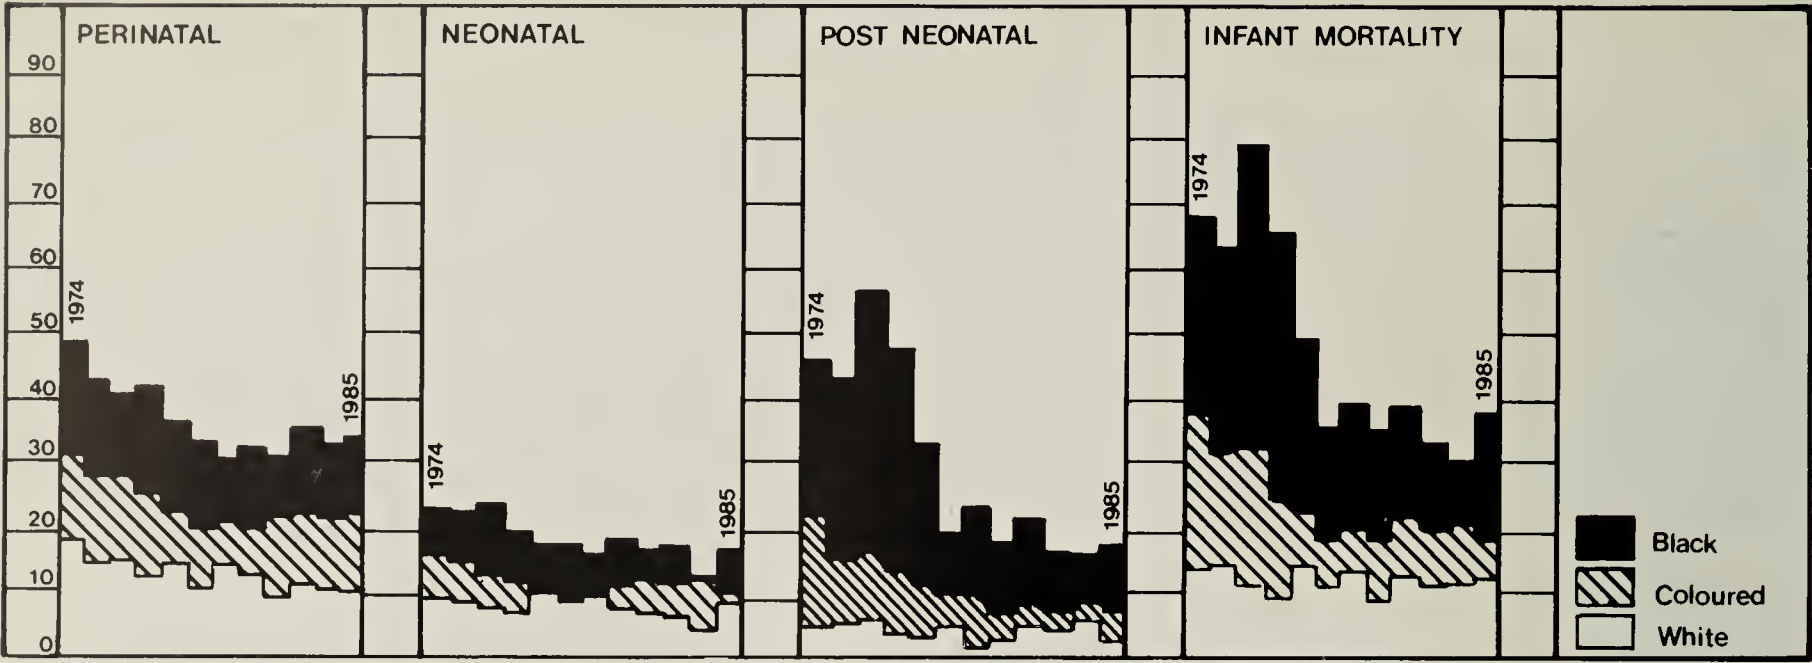 PERINATAL
NEONATAL
POST NEONATAL
INFANT MORTALITY
90
80
70
60
50
40
30
20
10
0
1974
1985
1974
1985
1974
1985
1974
1985
Black
Coloured
White